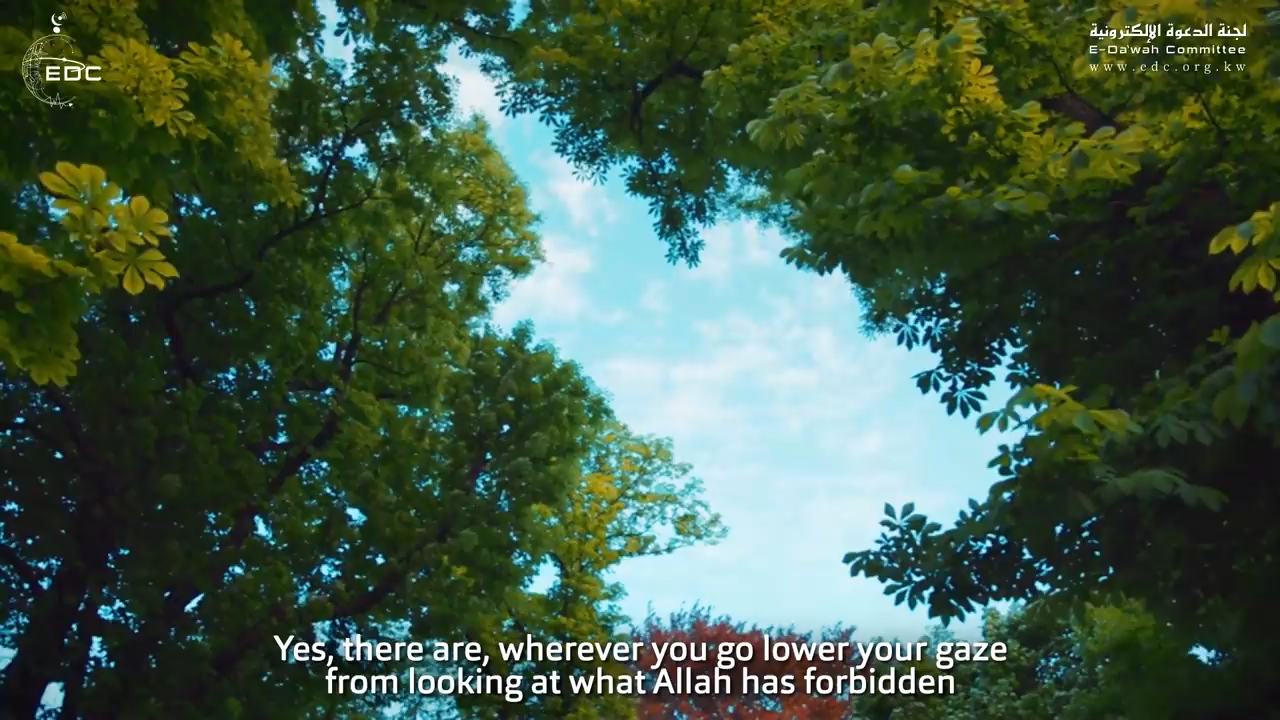 EDC
لجنة الدعوة الإلكترونية
E-Da'wah Committee
www.edc.org.kw
Yes, there are, wherever you go lower your gaze
from looking at what Allah has forbidden